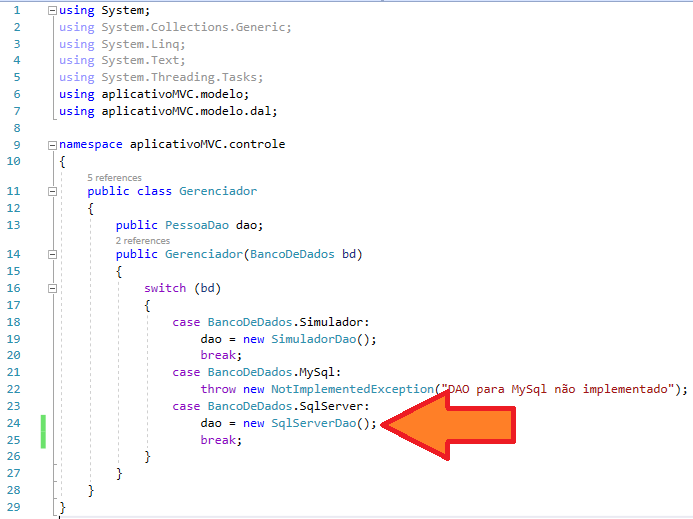 1 using System;
2 using System.Collections.Generic;
3 using System.Linq;
4 using System.Text;
5 using System.Threading.Tasks;
6 using aplicativoMVC.modelo;
7 using aplicativoMVC.modelo.dal;
8
9 namespace aplicativoMVC.controle
10 {
5 references
11 public class Gerenciador
12 {
13 public PessoaDao dao;
2 references
14 public Gerenciador(BancoDeDados bd)
15 {
16 switch (bd)
17 {
18 case BancoDeDados.Simulador:
19 dao = new SimuladorDao();
20 break;
21 case BancoDeDados.MySql:
22 throw new NotImplementedException("DAO para MySql não implementado");
23 case BancoDeDados.SqlServer:
24 dao = new SqlServerDao();
25 break;
26 }
27 }
28 }
29 }